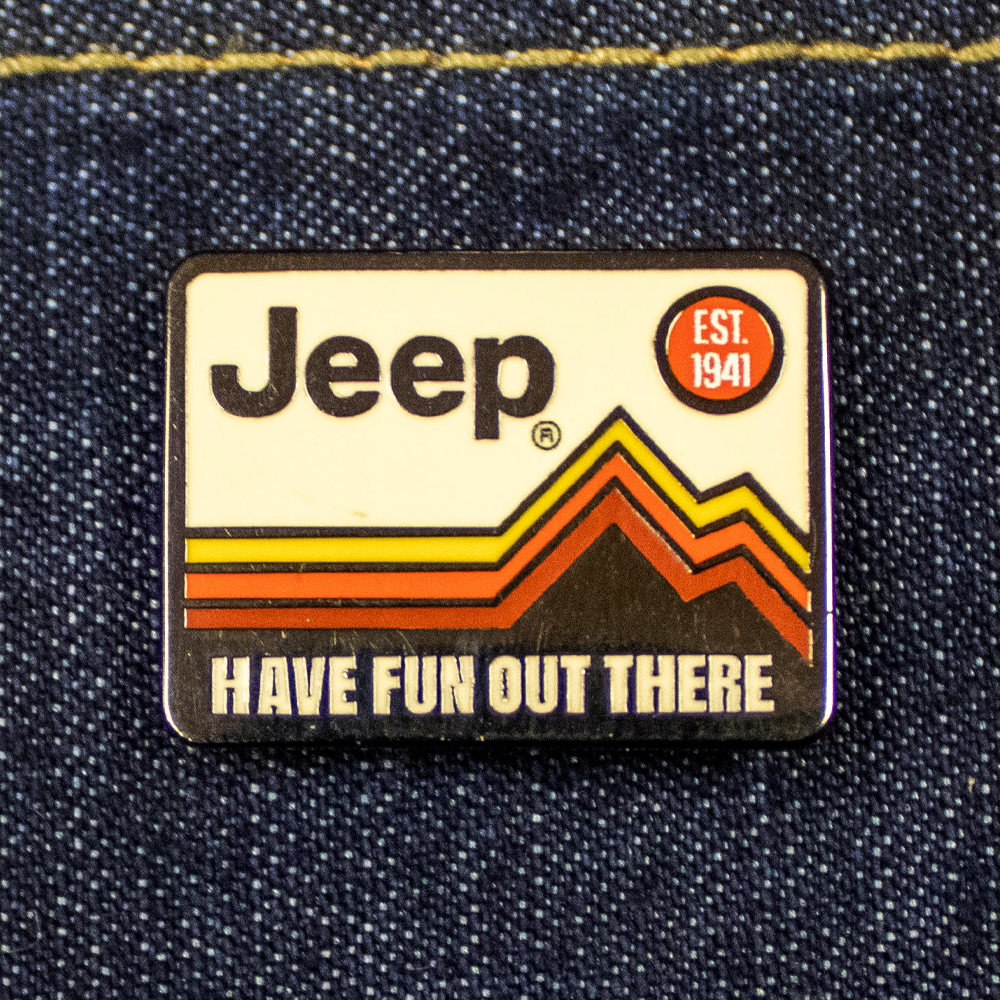 Jeep®
EST.
1941
HAVE FUN OUT THERE